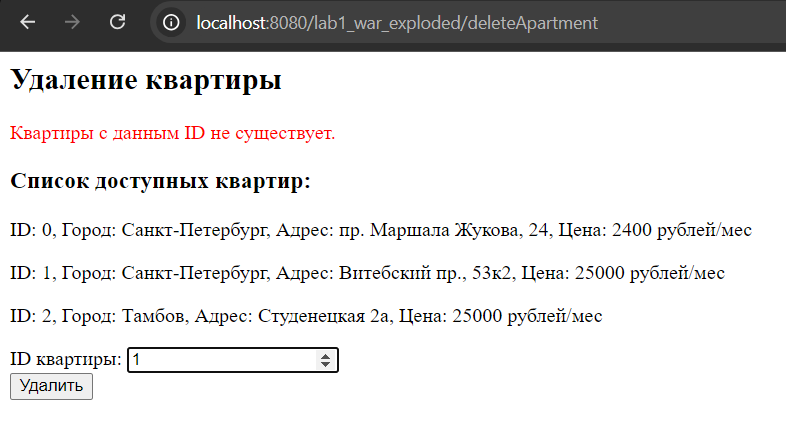 localhost:8080/lab1_war_exploded/deleteApartment
Удаление квартиры
Квартиры с данным ID не существует.
Список доступных квартир:
ID: 0, Город: Санкт-Петербург, Адрес: пр. Маршала Жукова, 24, Цена: 2400 рублей/мес
ID: 1, Город: Санкт-Петербург, Адрес: Витебский пр., 53к2, Цена: 25000 рублей/мес
ID: 2, Город: Тамбов, Адрес: Студенецкая 2а, Цена: 25000 рублей/мес
ID квартиры: 1
Удалить